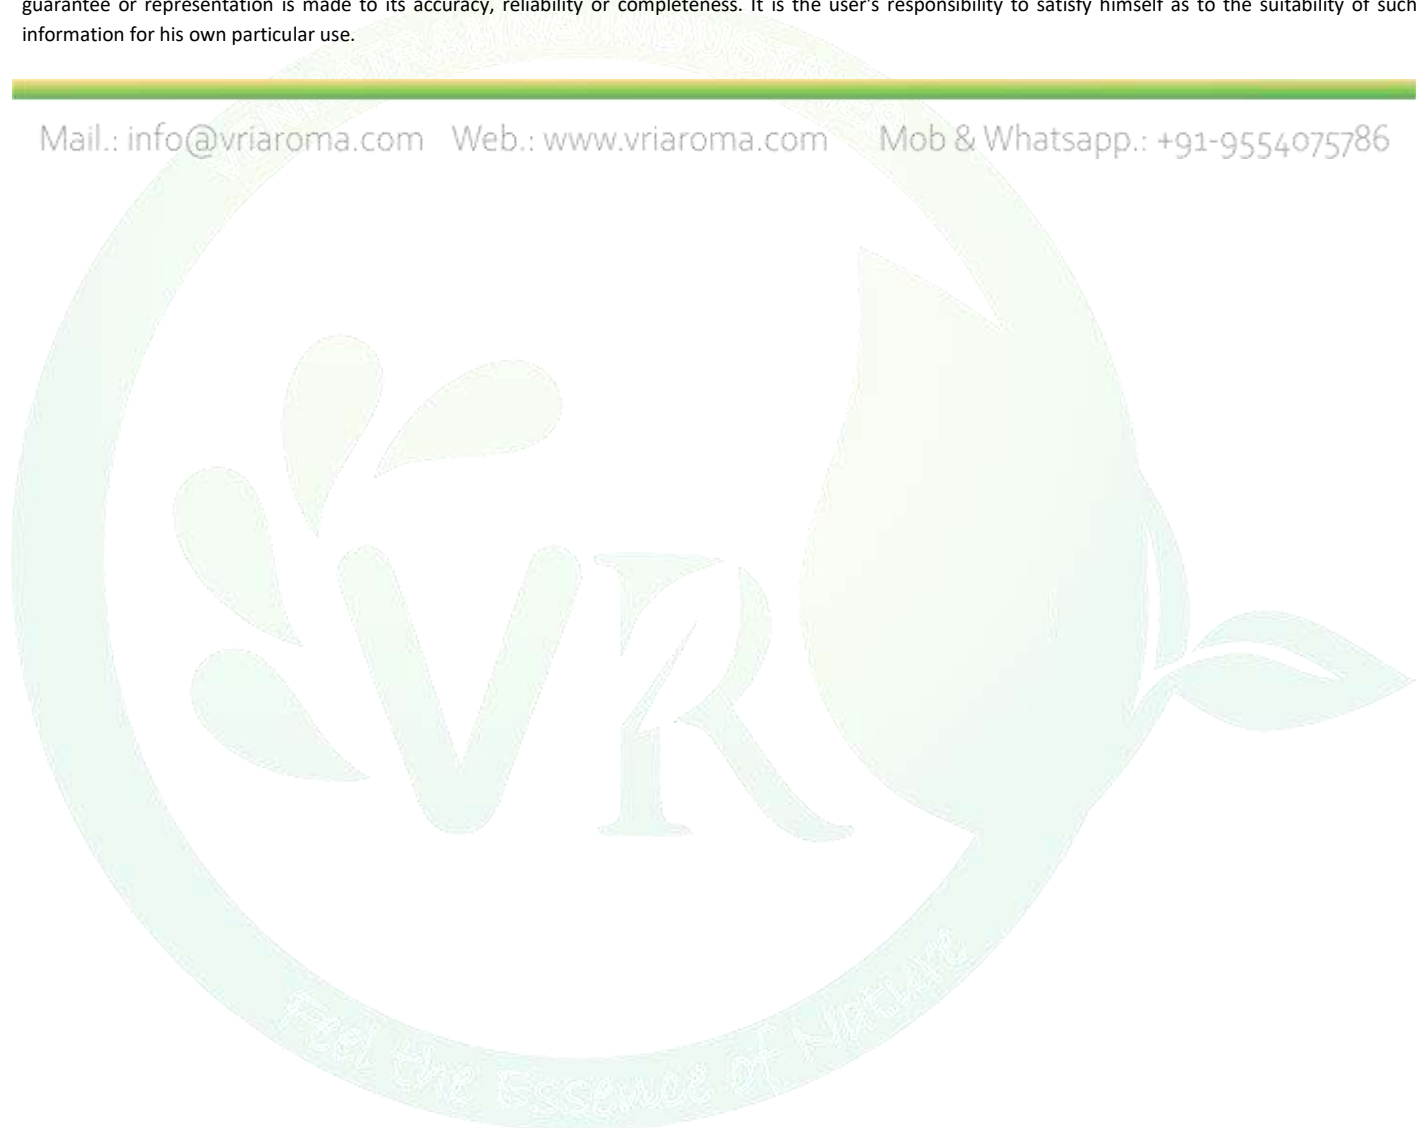 guarantee or representation is made to its accuracy, reliability or completeness. It is the user's responsibility to satisfy himself as to the suitability of such
information for his own particular use.
Mail.: info@vriaroma.com Web.: www.vriaroma.com Mob & Whatsapp.: +91-9554075786
VR
Feel the Essence of Nature